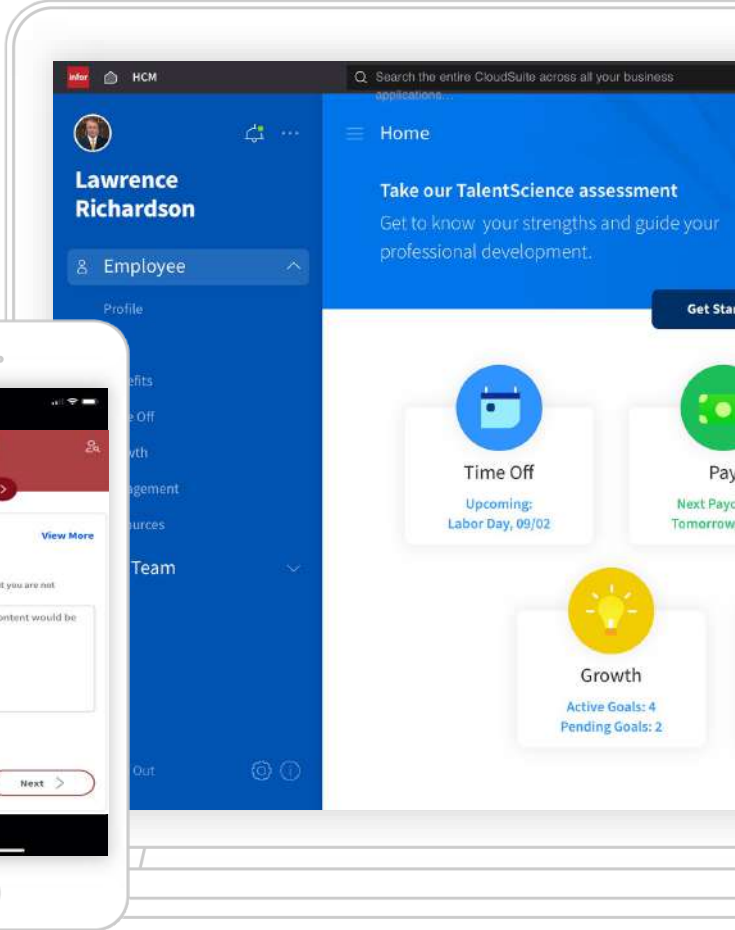 infor
HCM
Search the entire CloudSuite across all your business
applications...
Home
Lawrence
Richardson
Take our TalentScience assessment
Get to know your strengths and guide your
professional development.
Employee
Get Star
Profile
efits
e Off
wth
agement
urces
Team
Out
Time Off
Upcoming:
Labor Day, 09/02
Pay
Next Payc
Tomorrow
Growth
Active Goals: 4
Pending Goals: 2
View More
t you are not
ontent would be
Next